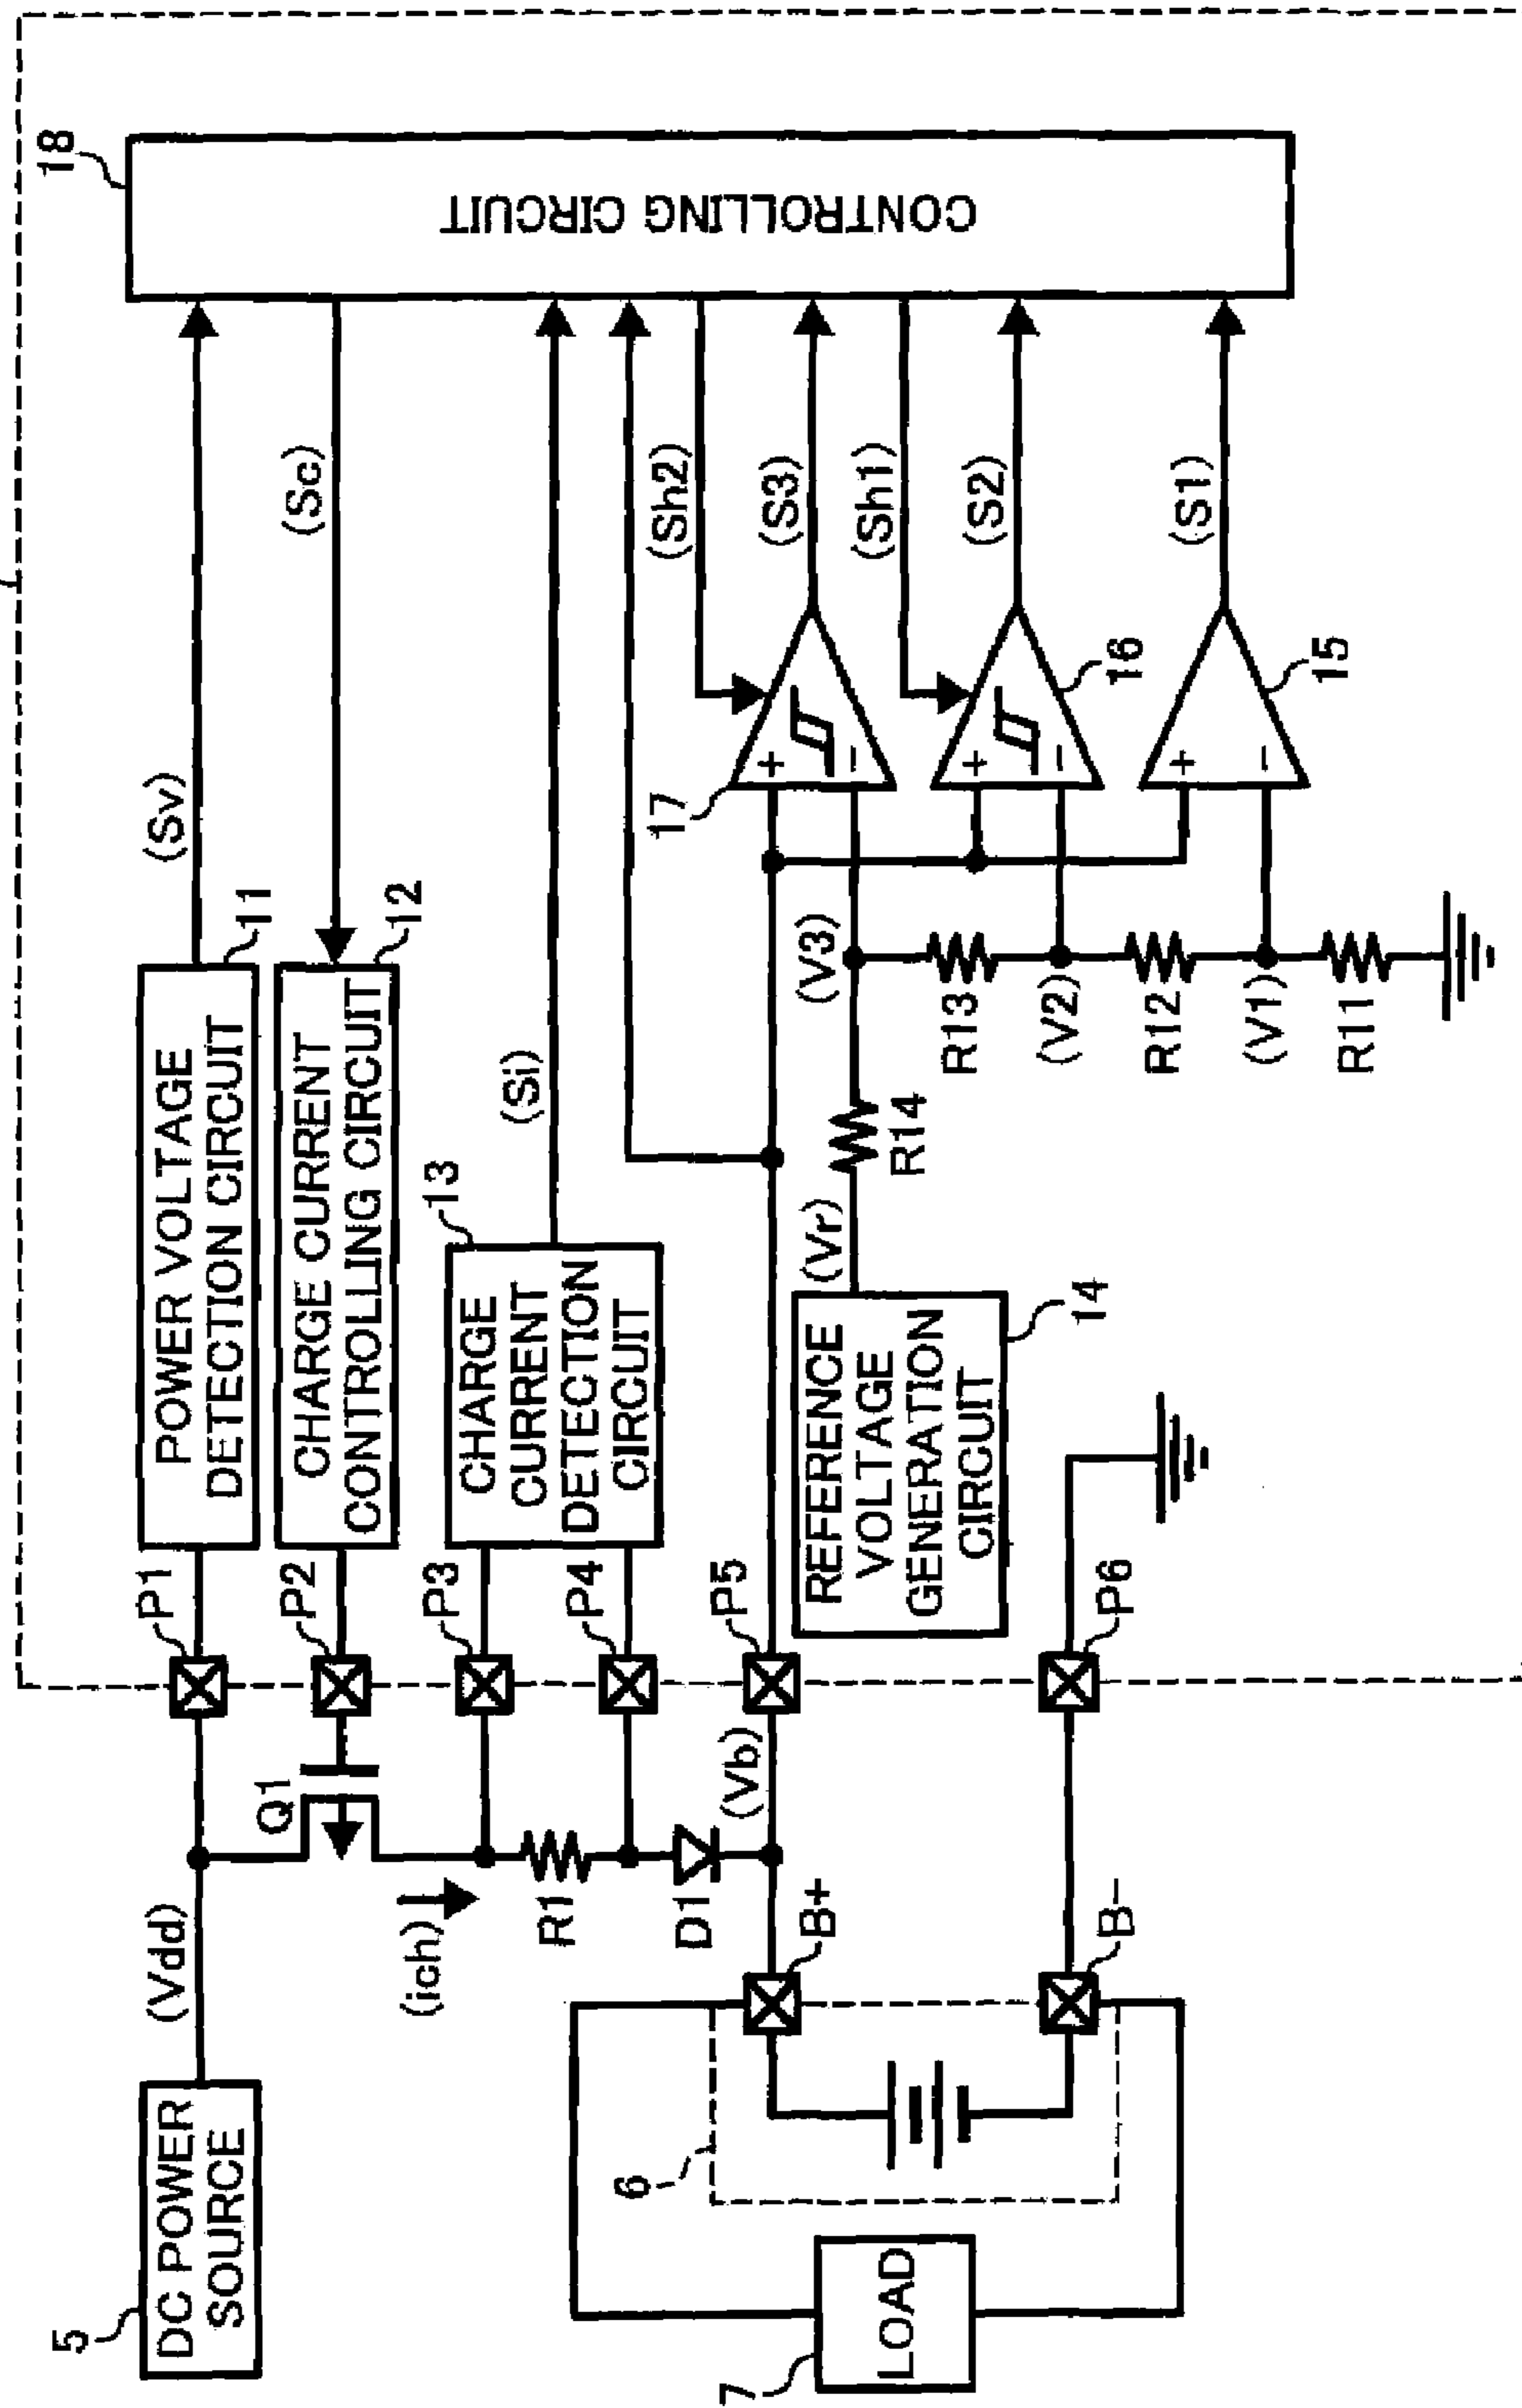 5
DC POWER
SOURCE
(Vdd)
P1
POWER VOLTAGE
DETECTION CIRCUIT
11
(Sv)
18
CONTROLLING CIRCUIT
Q1
P2
CHARGE CURRENT
CONTROLLING CIRCUIT
12
(Sc)
(ich)
P3
CHARGE
CURRENT
DETECTION
CIRCUIT
13
(Si)
R1
P4
D1
(Vb)
P5
B+
(Sh2)
17
+
−
(S3)
(Sh1)
7
LOAD
6
REFERENCE
VOLTAGE
GENERATION
CIRCUIT
14
(Vr)
R14
(V3)
R13
+
−
16
(S2)
(V2)
R12
B−
P6
+
−
15
(S1)
(V1)
R11